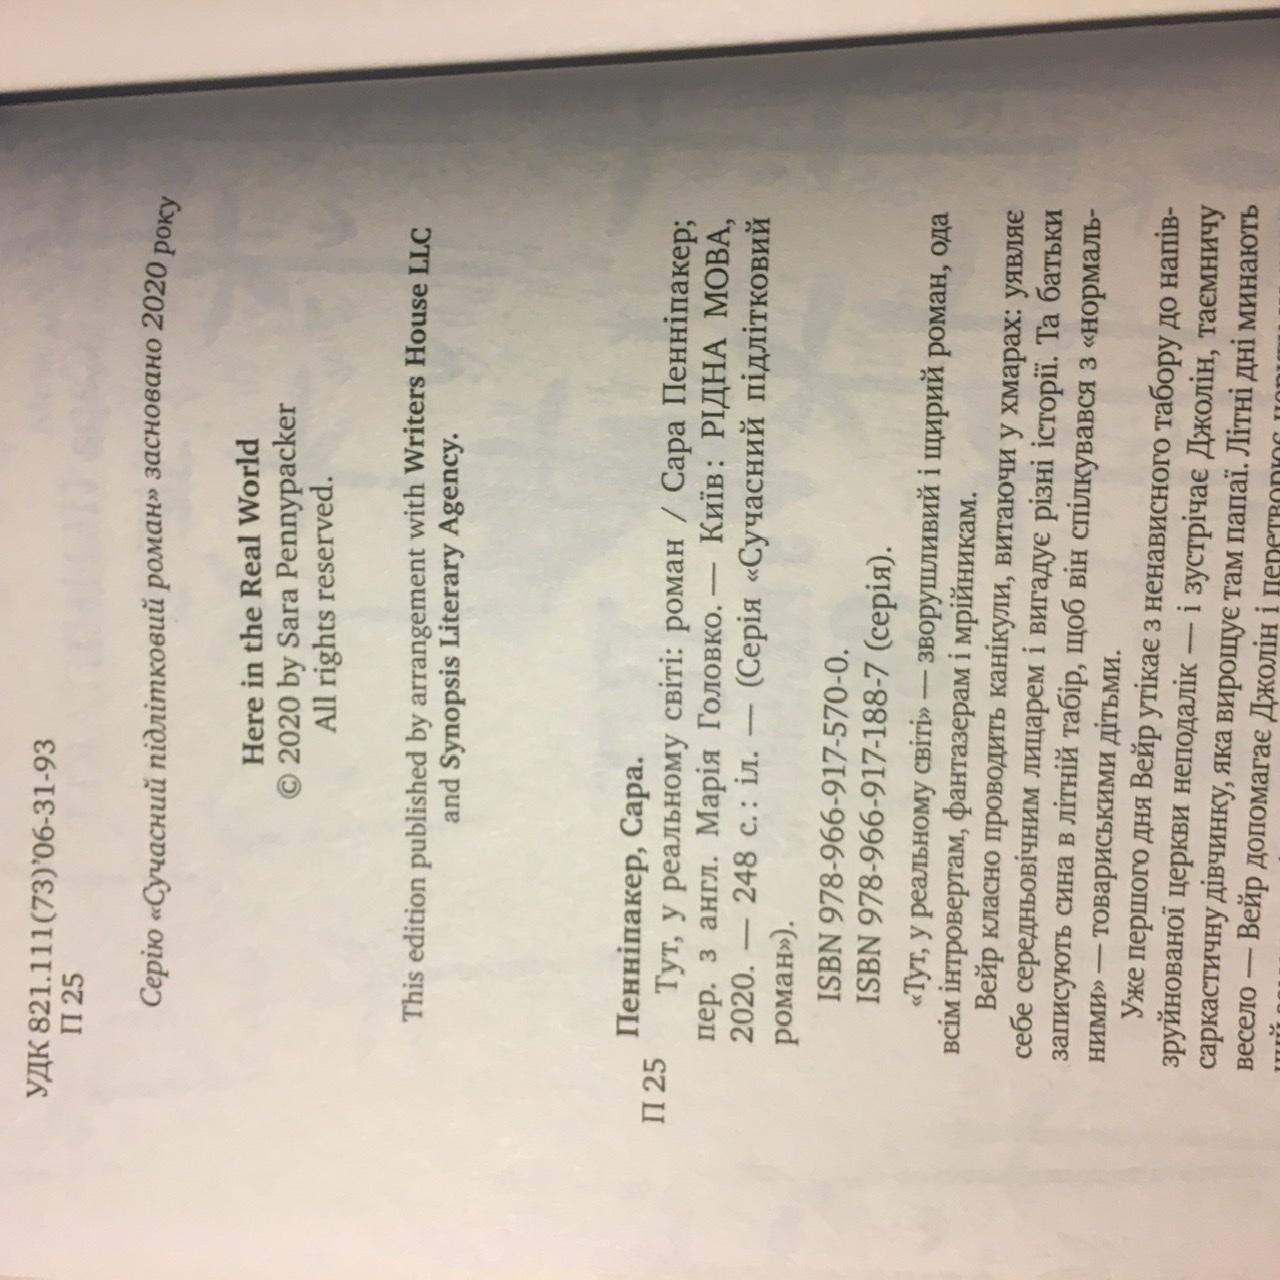 УДК 821.111(73)’06-31-93
П 25
Серію «Сучасний підлітковий роман» засновано 2020 року
Here in the Real World
© 2020 by Sara Pennypacker
All rights reserved.
This edition published by arrangement with Writers House LLC
and Synopsis Literary Agency.
Пенніпакер, Сара.
П 25 Тут, у реальному світі: роман / Сара Пенніпакер;
пер. з англ. Марія Головко. — Київ : РІДНА МОВА,
2020. — 248 с. : іл. — (Серія «Сучасний підлітковий
роман»).
ISBN 978-966-917-570-0.
ISBN 978-966-917-188-7 (серія).
«Тут, у реальному світі» — зворушливий і щирий роман, ода
всім інтровертам, фантазерам і мрійникам.
Вейр класно проводить канікули, витаючи у хмарах: уявляє
себе середньовічним лицарем і вигадує різні історії. Та батьки
записують сина в літній табір, щоб він спілкувався з «нормаль-
ними» — товариськими дітьми.
Уже першого дня Вейр утікає з ненависного табору до напів-
зруйнованої церкви неподалік — і зустрічає Джолін, таємничу
саркастичну дівчинку, яка вирощує там папаї. Літні дні минають
весело — Вейр допомагає Джолін і перетворює